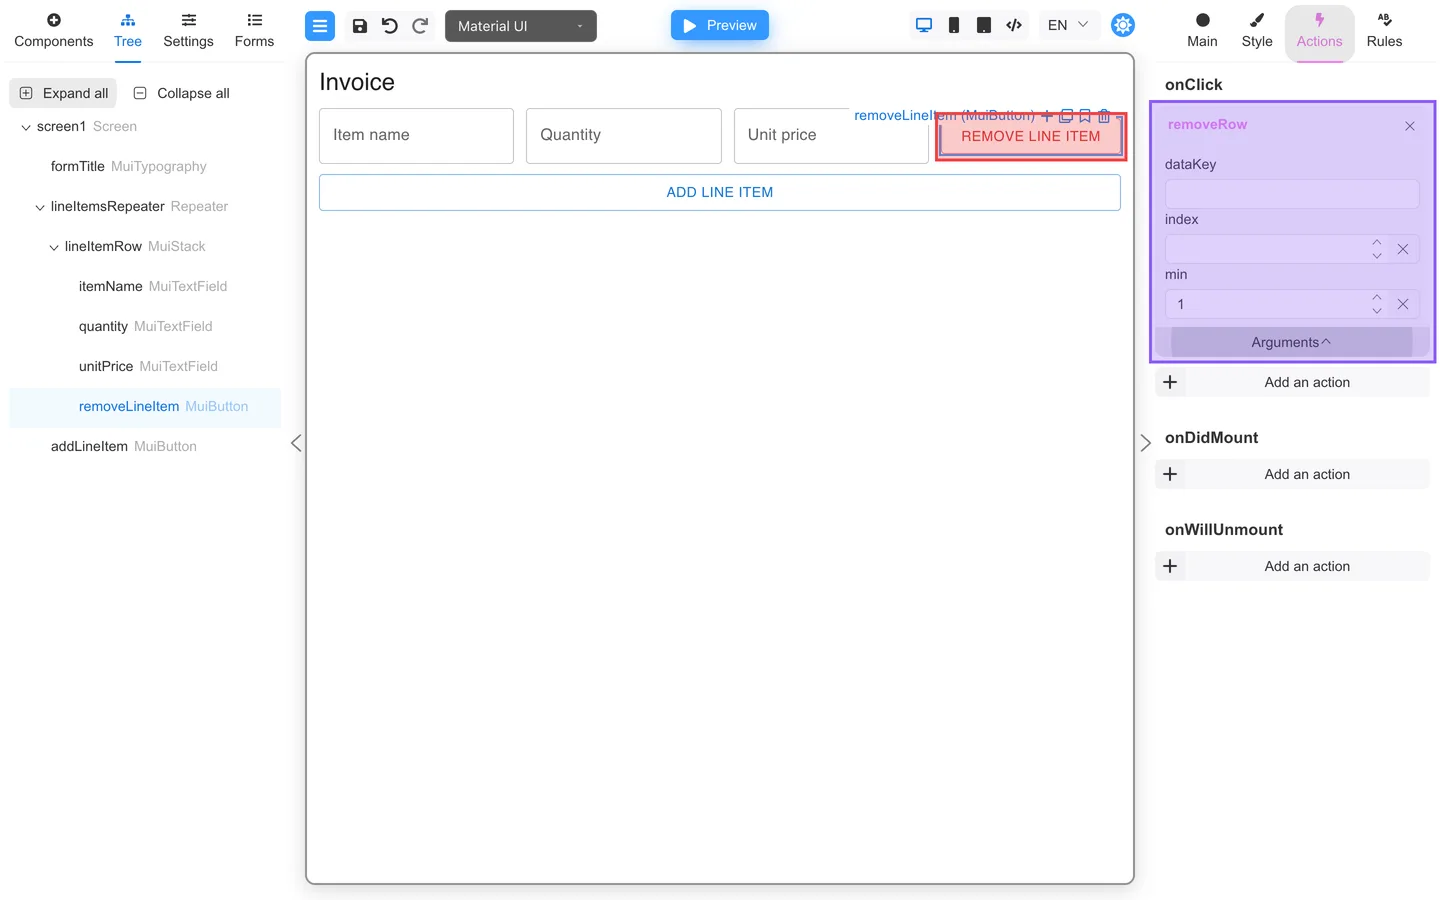 Components
Tree
Settings
Forms
Material UI
Preview
EN
Main
Style
Actions
AB
Rules
Expand all
Collapse all
screen1 Screen
formTitle MuiTypography
lineItemsRepeater Repeater
lineItemRow MuiStack
itemName MuiTextField
quantity MuiTextField
unitPrice MuiTextField
removeLineItem MuiButton
addLineItem MuiButton
Invoice
Item name
Quantity
Unit price
removeLineItem (MuiButton)
REMOVE LINE ITEM
ADD LINE ITEM
onClick
removeRow
dataKey
index
min
1
Arguments
Add an action
onDidMount
Add an action
onWillUnmount
Add an action